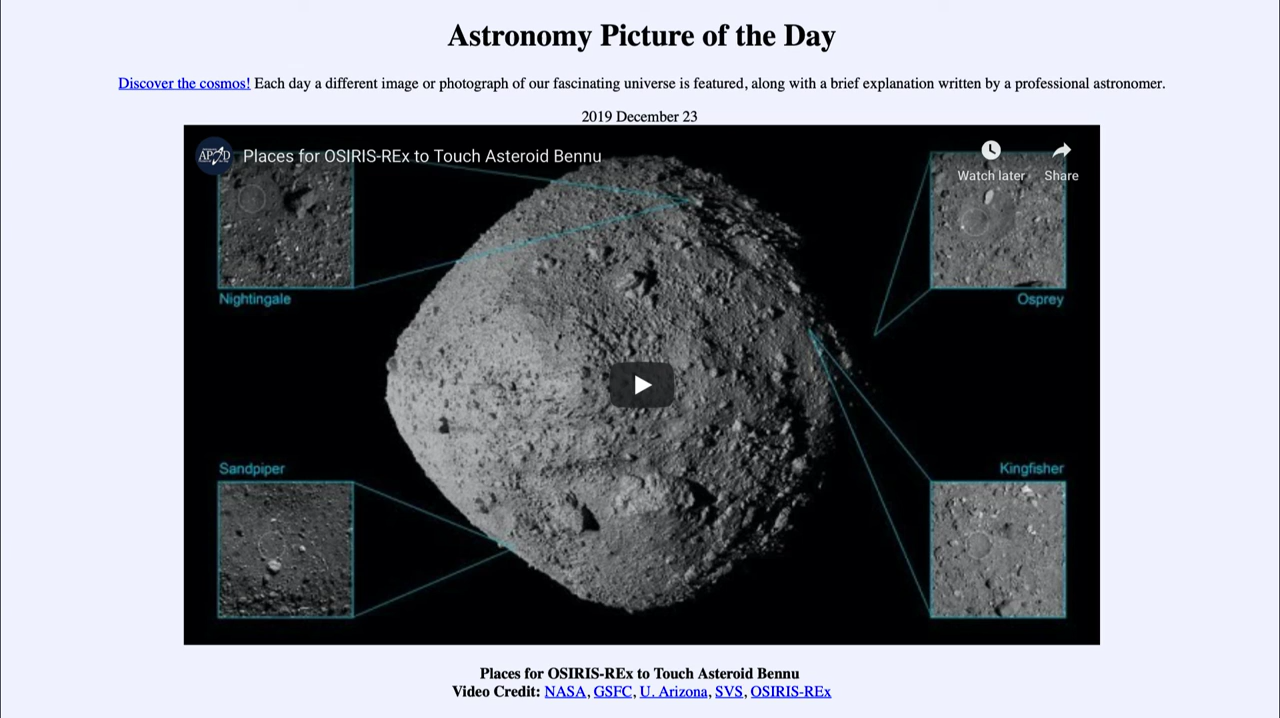 Astronomy Picture of the Day
Discover the cosmos! Each day a different image or photograph of our fascinating universe is featured, along with a brief explanation written by a professional astronomer.
2019 December 23
APOD
Places for OSIRIS-REx to Touch Asteroid Bennu
Watch later
Share
Nightingale
Osprey
Sandpiper
Kingfisher
Places for OSIRIS-REx to Touch Asteroid Bennu
Video Credit: NASA, GSFC, U. Arizona, SVS, OSIRIS-REx